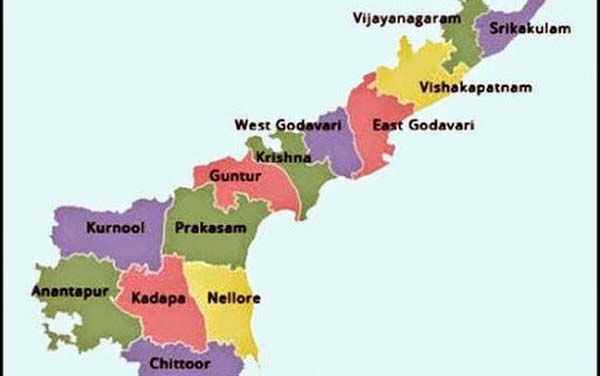 Vijayanagaram
Srikakulam
Vishakapatnam
West Godavari
East Godavari
Krishna
Guntur
Kurnool
Prakasam
Anantapur
Kadapa
Nellore
Chittoor